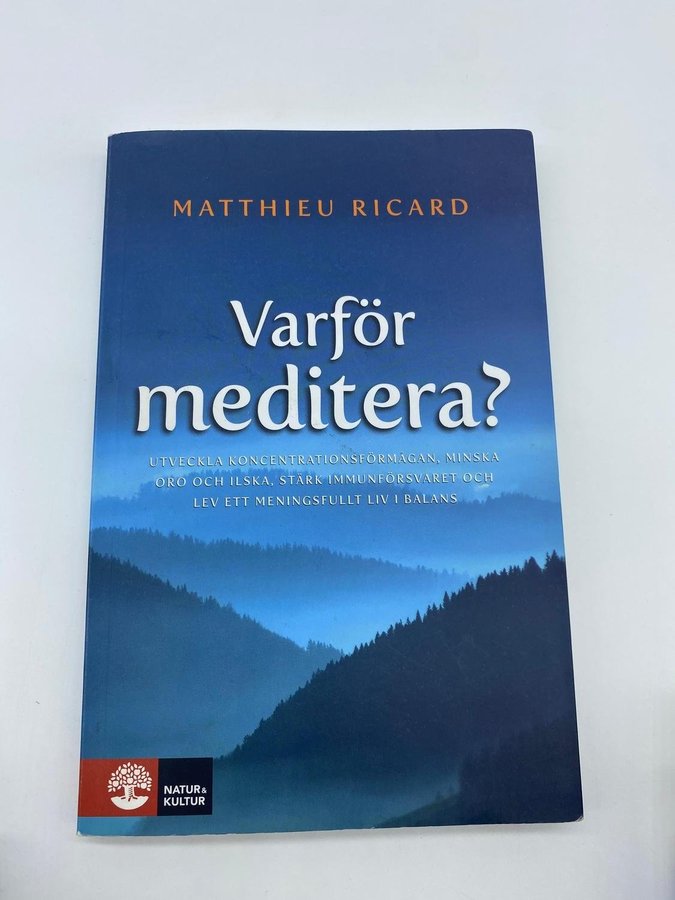 MATTHIEU RICARD
Varför
meditera?
UTVECKLA KONCENTRATIONSFÖRMÅGAN, MINSKA
ORO OCH ILSKA, STÄRK IMMUNFÖRSVARET OCH
LEV ETT MENINGSFULLT LIV I BALANS
NATUR &
KULTUR